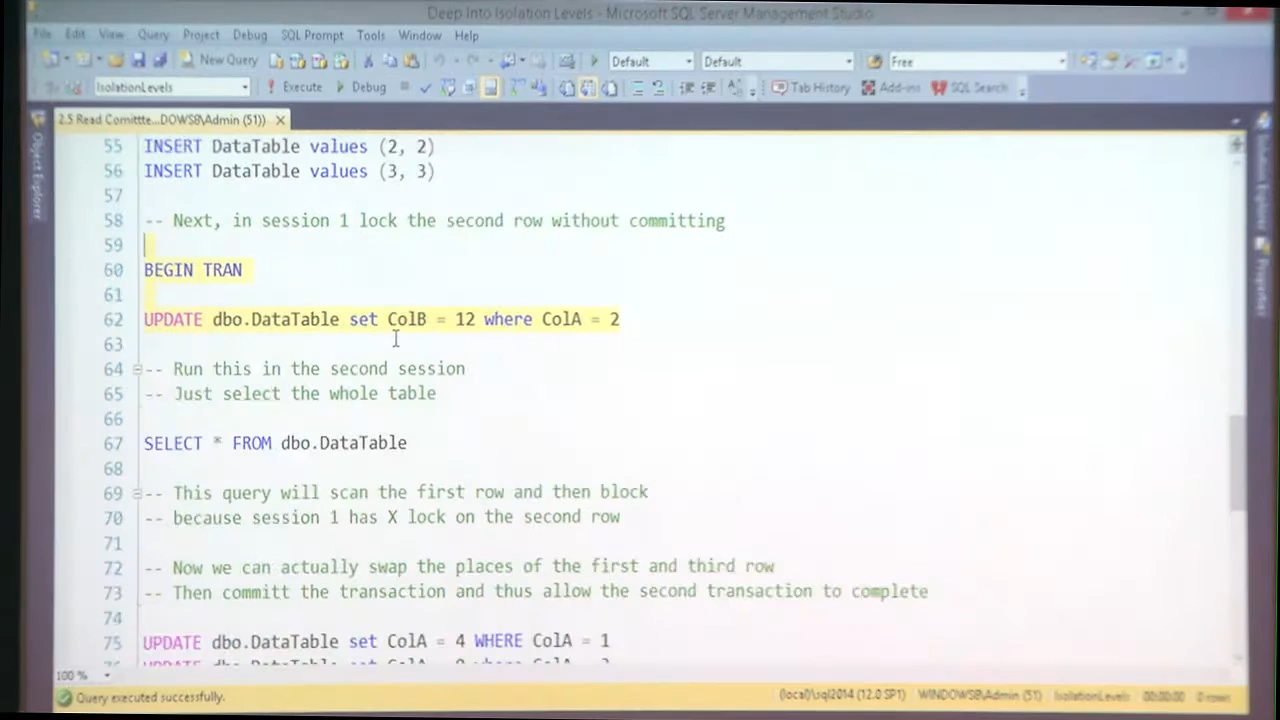 Deep Into Isolation Levels - Microsoft SQL Server Management Studio
File Edit View Query Project Debug SQL Prompt Tools Window Help
New Query Default Default Free
IsolationLevels Execute Debug Tab History Add-ins SQL Search
2.5 Read Comittte...DOWS8\Admin (51))
Object Explorer
Solution Explorer
Properties
55 INSERT DataTable values (2, 2)
56 INSERT DataTable values (3, 3)
57
58 -- Next, in session 1 lock the second row without committing
59
60 BEGIN TRAN
61
62 UPDATE dbo.DataTable set ColB = 12 where ColA = 2
63
64 -- Run this in the second session
65 -- Just select the whole table
66
67 SELECT * FROM dbo.DataTable
68
69 -- This query will scan the first row and then block
70 -- because session 1 has X lock on the second row
71
72 -- Now we can actually swap the places of the first and third row
73 -- Then committ the transaction and thus allow the second transaction to complete
74
75 UPDATE dbo.DataTable set ColA = 4 WHERE ColA = 1
100 %
Query executed successfully. (local)\sql2014 (12.0 SP1) WINDOWS8\Admin (51) IsolationLevels 00:00:00 0 rows